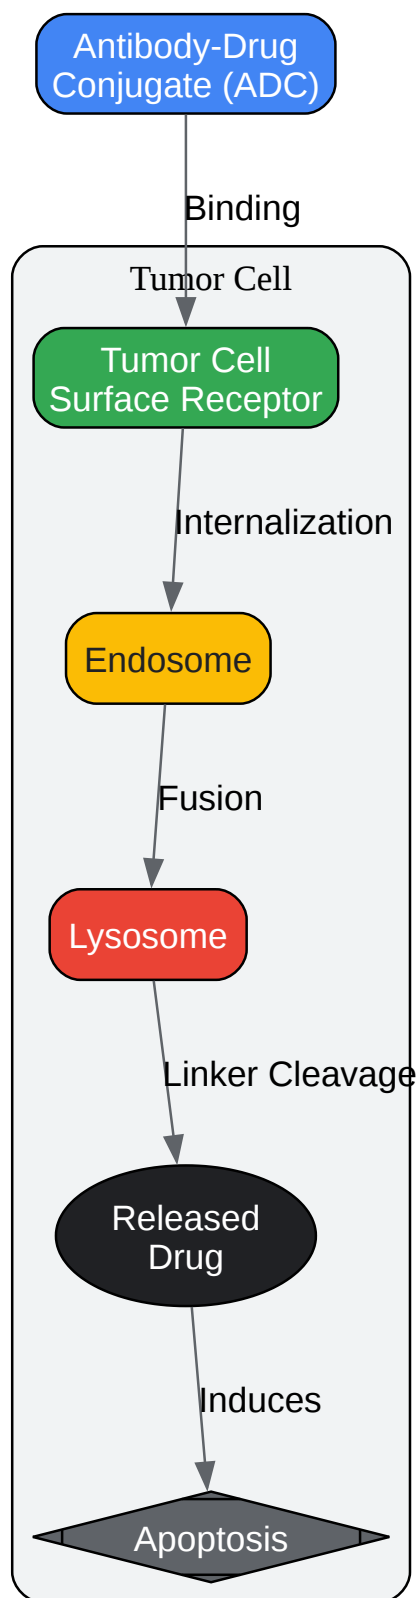 Antibody-Drug
Conjugate (ADC)
Binding
Tumor Cell
Tumor Cell
Surface Receptor
Internalization
Endosome
Fusion
Lysosome
Linker Cleavage
Released
Drug
Induces
Apoptosis